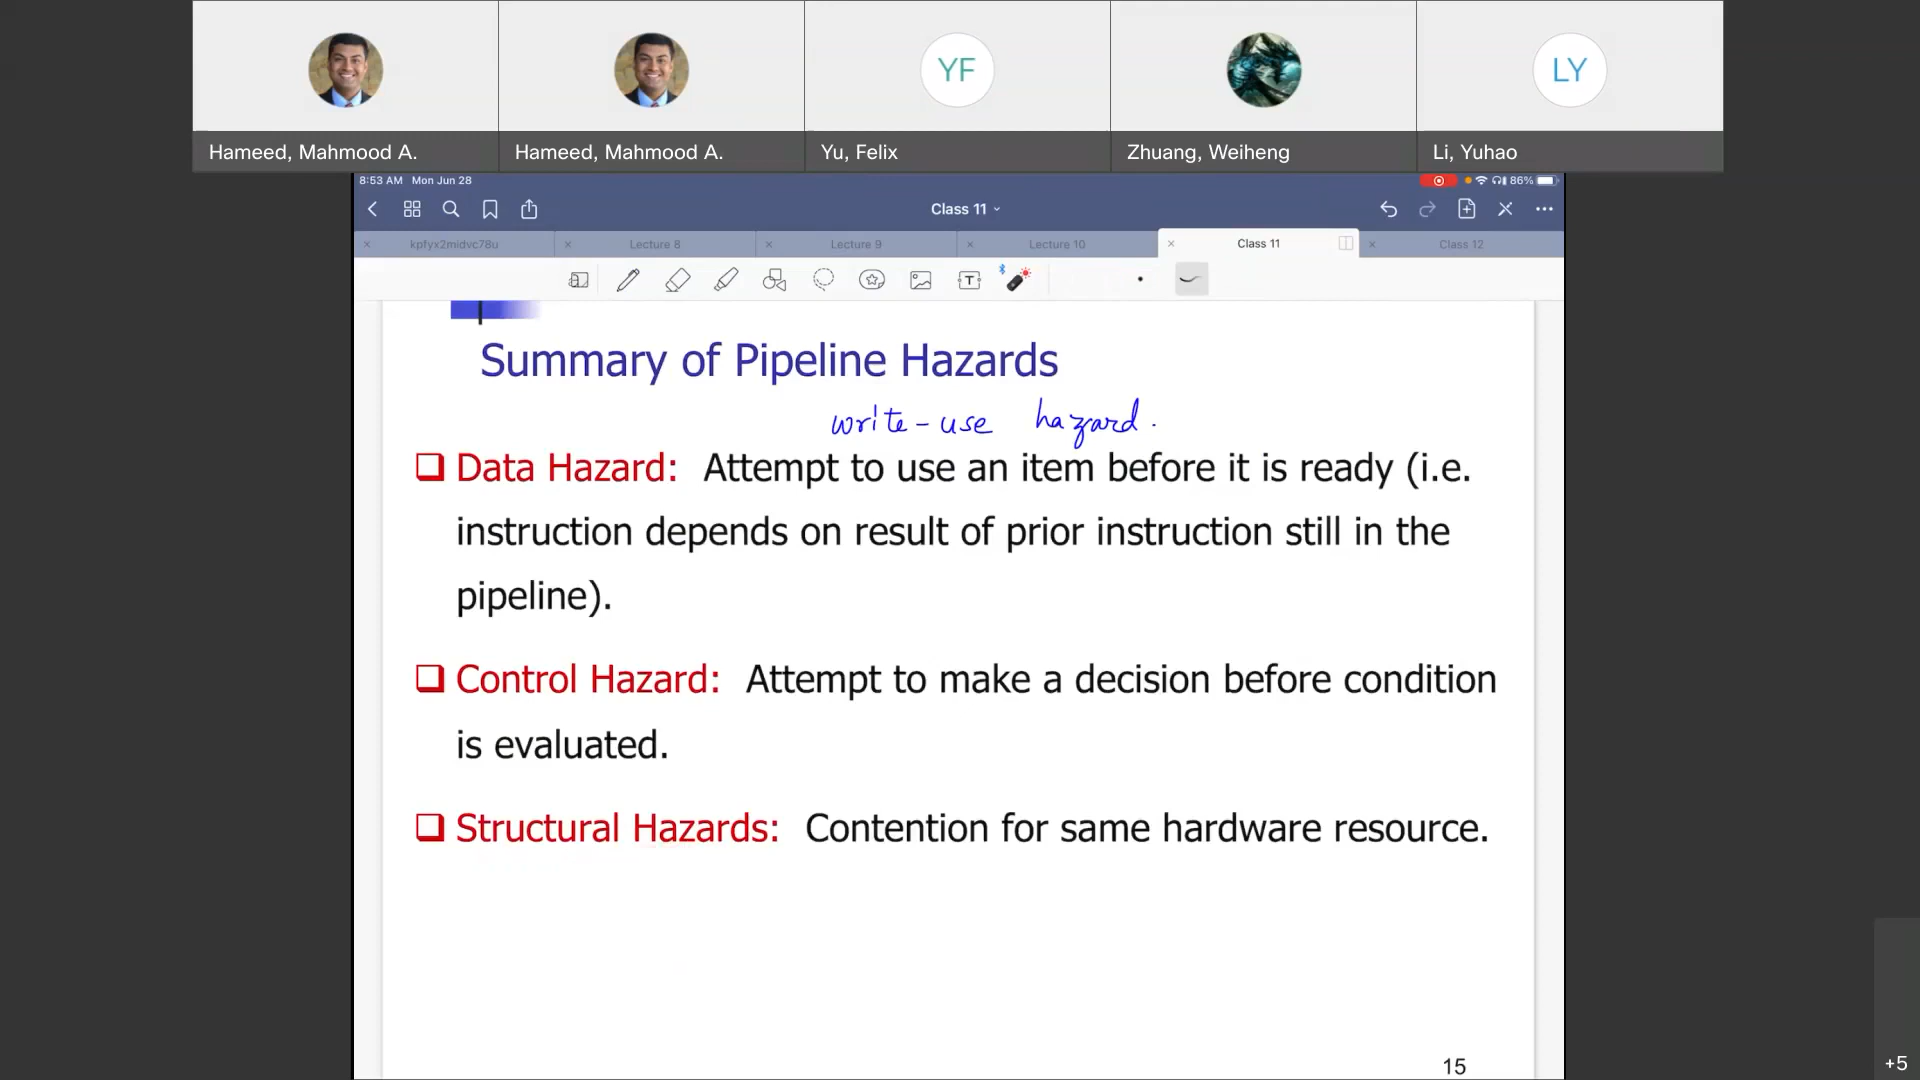 YF
LY
Hameed, Mahmood A.
Hameed, Mahmood A.
Yu, Felix
Zhuang, Weiheng
Li, Yuhao
8:53 AM Mon Jun 28
86%
Class 11
kpfyx2midvc78u
Lecture 8
Lecture 9
Lecture 10
Class 11
Class 12
T
Summary of Pipeline Hazards
write-use hazard.
Data Hazard: Attempt to use an item before it is ready (i.e.
instruction depends on result of prior instruction still in the
pipeline).
Control Hazard: Attempt to make a decision before condition
is evaluated.
Structural Hazards: Contention for same hardware resource.
15
+5